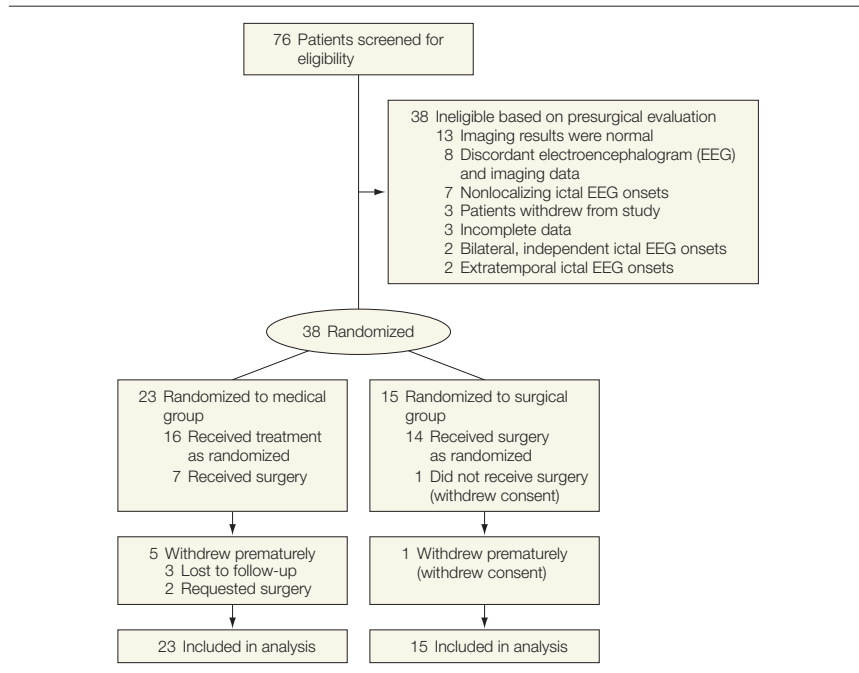 76 Patients screened for
eligibility
38 Ineligible based on presurgical evaluation
13 Imaging results were normal
8 Discordant electroencephalogram (EEG)
and imaging data
7 Nonlocalizing ictal EEG onsets
3 Patients withdrew from study
3 Incomplete data
2 Bilateral, independent ictal EEG onsets
2 Extratemporal ictal EEG onsets
38 Randomized
23 Randomized to medical
group
16 Received treatment
as randomized
7 Received surgery
15 Randomized to surgical
group
14 Received surgery
as randomized
1 Did not receive surgery
(withdrew consent)
5 Withdrew prematurely
3 Lost to follow-up
2 Requested surgery
1 Withdrew prematurely
(withdrew consent)
23 Included in analysis
15 Included in analysis